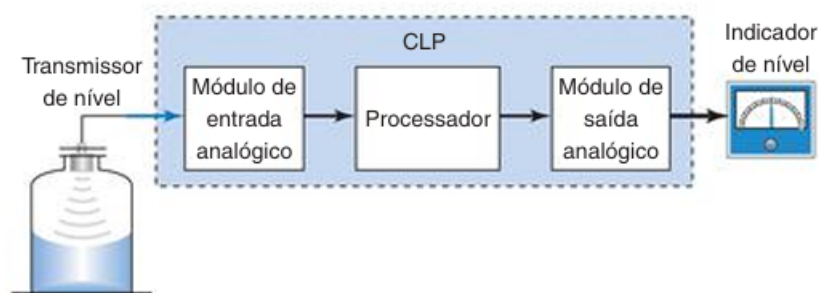 CLP
Transmissor
de nível
Módulo de
entrada
analógico
Processador
Módulo de
saída
analógico
Indicador
de nível